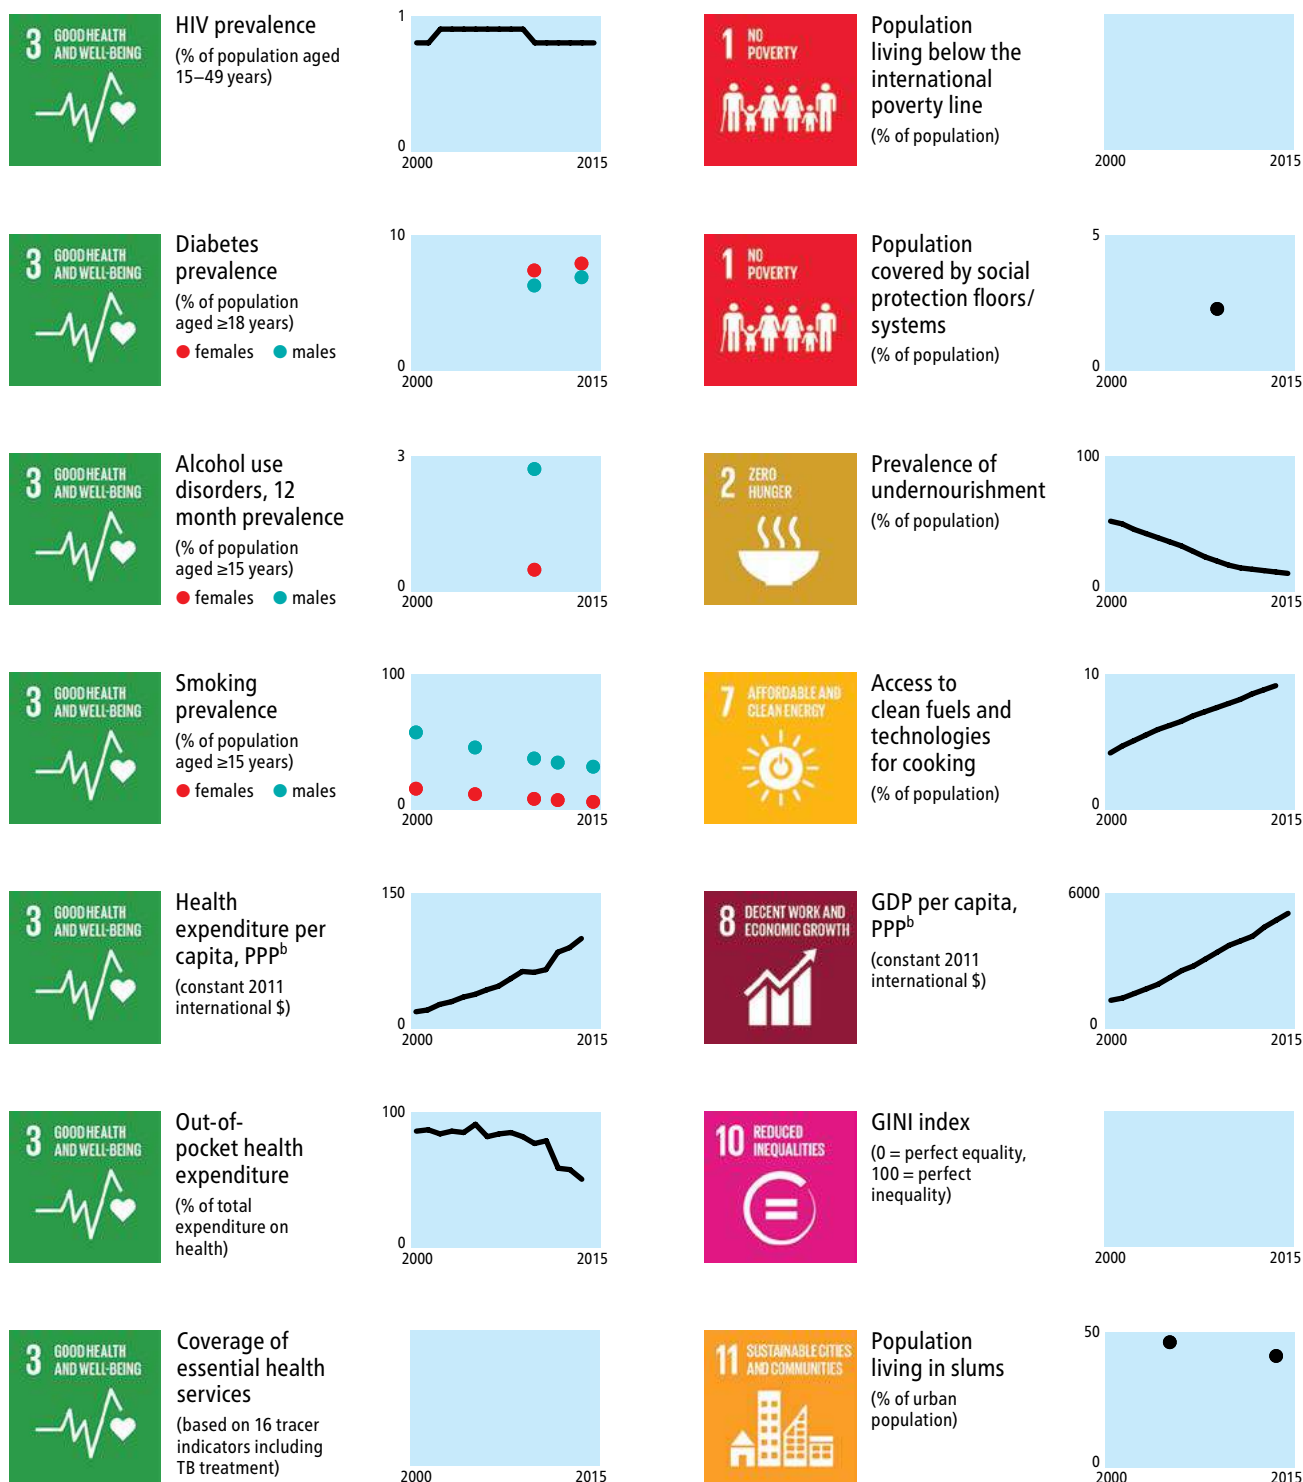 3 GOOD HEALTH
AND WELL-BEING
HIV prevalence
(% of population aged
15–49 years)
1
0
2000 2015
3 GOOD HEALTH
AND WELL-BEING
Diabetes
prevalence
(% of population
aged ≥18 years)
females males
10
0
2000 2015
3 GOOD HEALTH
AND WELL-BEING
Alcohol use
disorders, 12
month prevalence
(% of population
aged ≥15 years)
females males
3
0
2000 2015
3 GOOD HEALTH
AND WELL-BEING
Smoking
prevalence
(% of population
aged ≥15 years)
females males
100
0
2000 2015
3 GOOD HEALTH
AND WELL-BEING
Health
expenditure per
capita, PPPb
(constant 2011
international $)
150
0
2000 2015
3 GOOD HEALTH
AND WELL-BEING
Out-of-
pocket health
expenditure
(% of total
expenditure on
health)
100
0
2000 2015
3 GOOD HEALTH
AND WELL-BEING
Coverage of
essential health
services
(based on 16 tracer
indicators including
TB treatment)
2000 2015
1 NO
POVERTY
Population
living below the
international
poverty line
(% of population)
2000 2015
1 NO
POVERTY
Population
covered by social
protection floors/
systems
(% of population)
5
0
2000 2015
2 ZERO
HUNGER
Prevalence of
undernourishment
(% of population)
100
0
2000 2015
7 AFFORDABLE AND
CLEAN ENERGY
Access to
clean fuels and
technologies
for cooking
(% of population)
10
0
2000 2015
8 DECENT WORK AND
ECONOMIC GROWTH
GDP per capita,
PPPb
(constant 2011
international $)
6000
0
2000 2015
10 REDUCED
INEQUALITIES
GINI index
(0 = perfect equality,
100 = perfect
inequality)
2000 2015
11 SUSTAINABLE CITIES
AND COMMUNITIES
Population
living in slums
(% of urban
population)
50
0
2000 2015